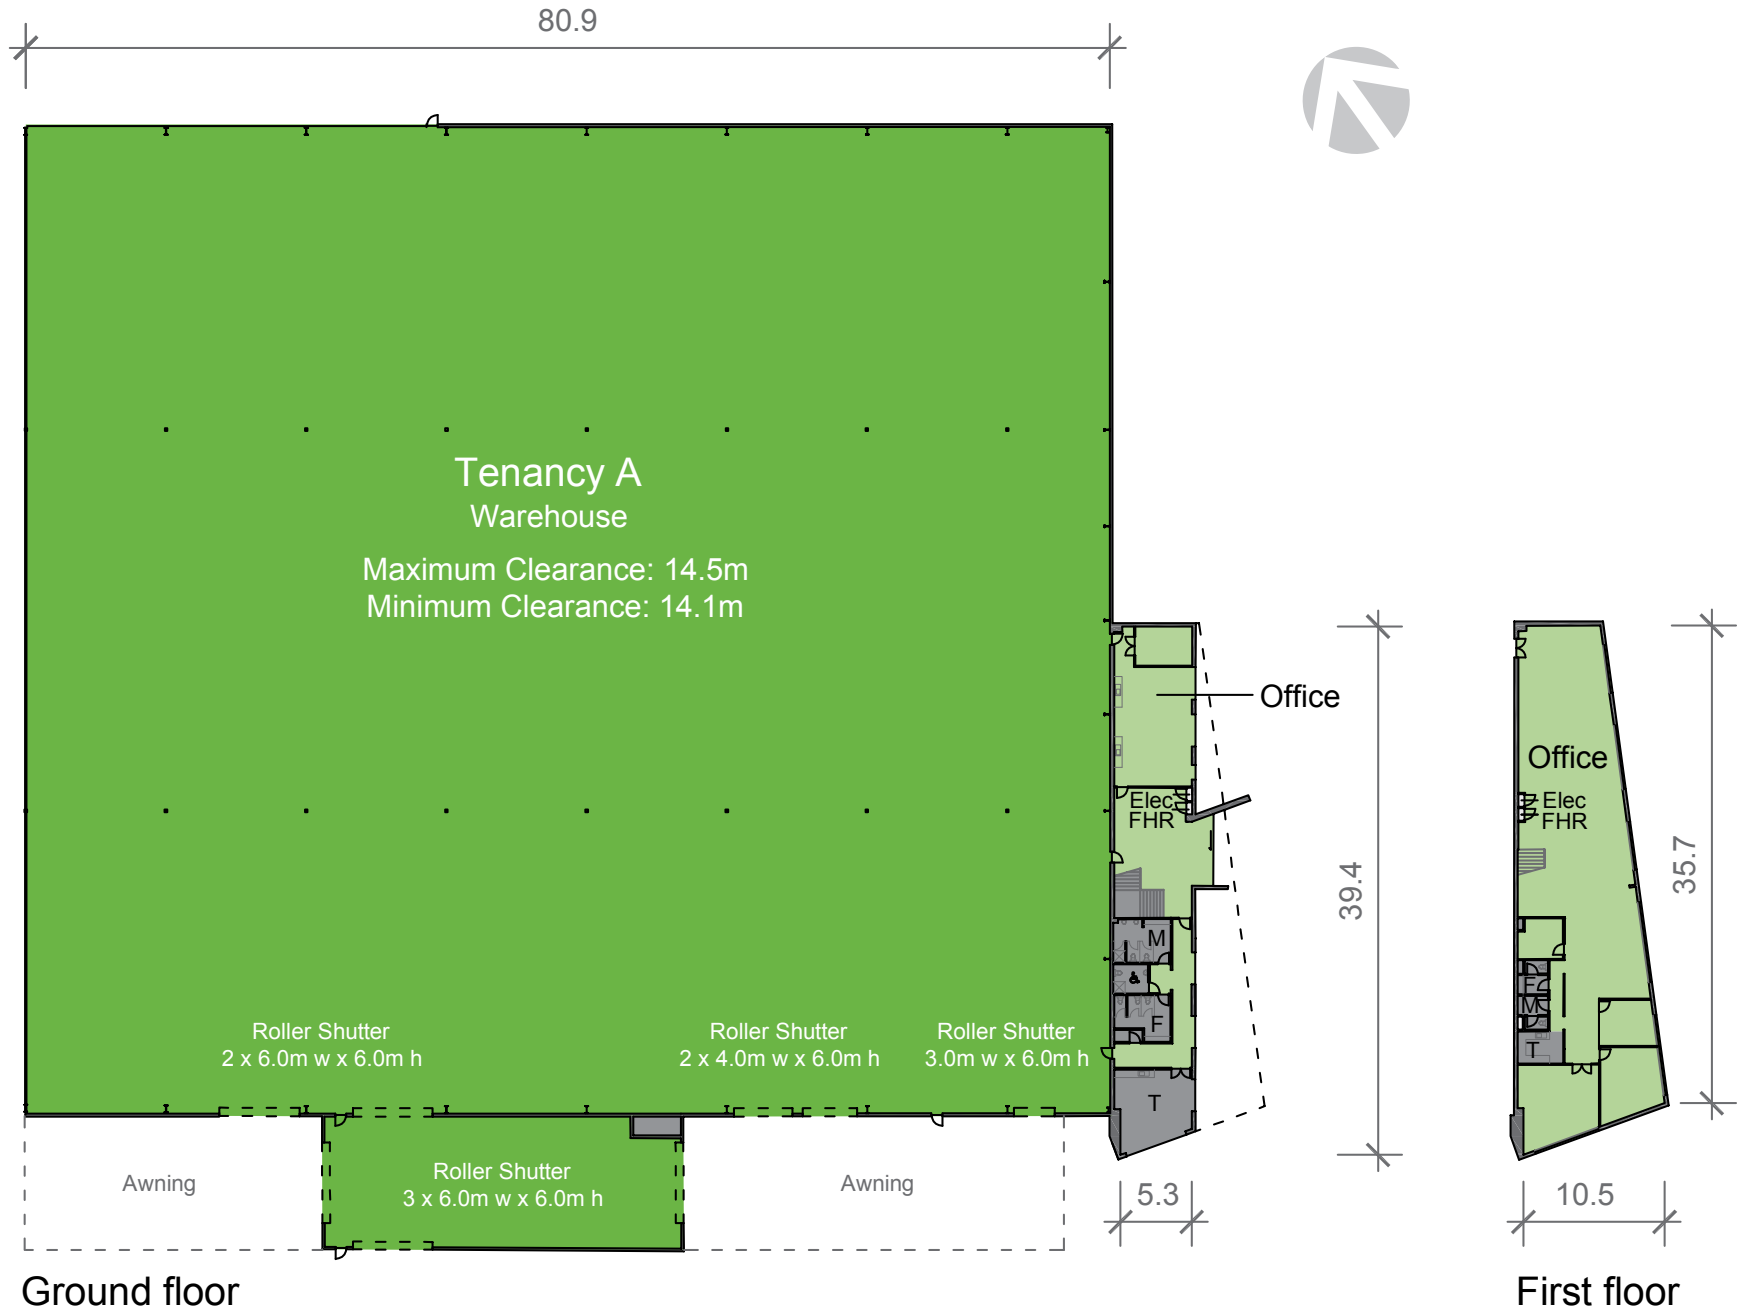 80.9
Tenancy A
Warehouse
Maximum Clearance: 14.5m
Minimum Clearance: 14.1m
Office
Elec
FHR
M
F
T
Roller Shutter
2 x 6.0m w x 6.0m h
Roller Shutter
2 x 4.0m w x 6.0m h
Roller Shutter
3.0m w x 6.0m h
Awning
Roller Shutter
3 x 6.0m w x 6.0m h
Awning
5.3
39.4
Ground floor
Office
Elec
FHR
F
M
T
35.7
10.5
First floor